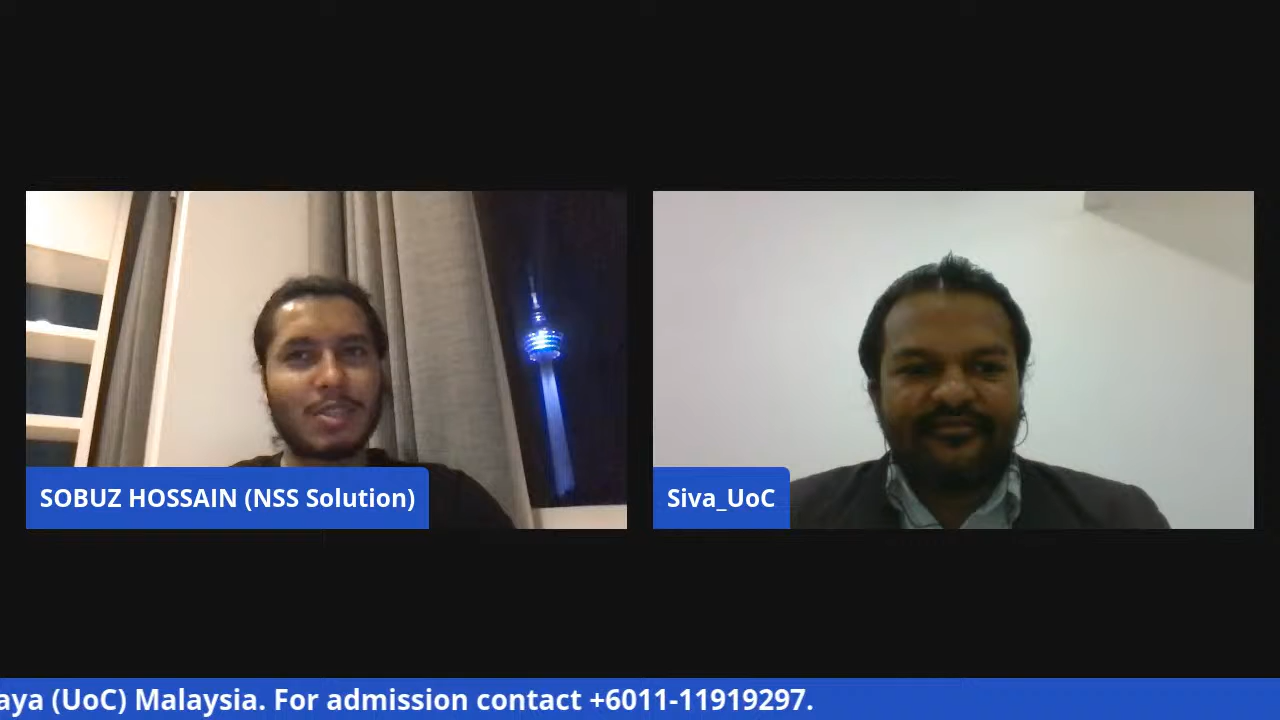 SOBUZ HOSSAIN (NSS Solution)
Siva_UoC
aya (UoC) Malaysia. For admission contact +6011-11919297.